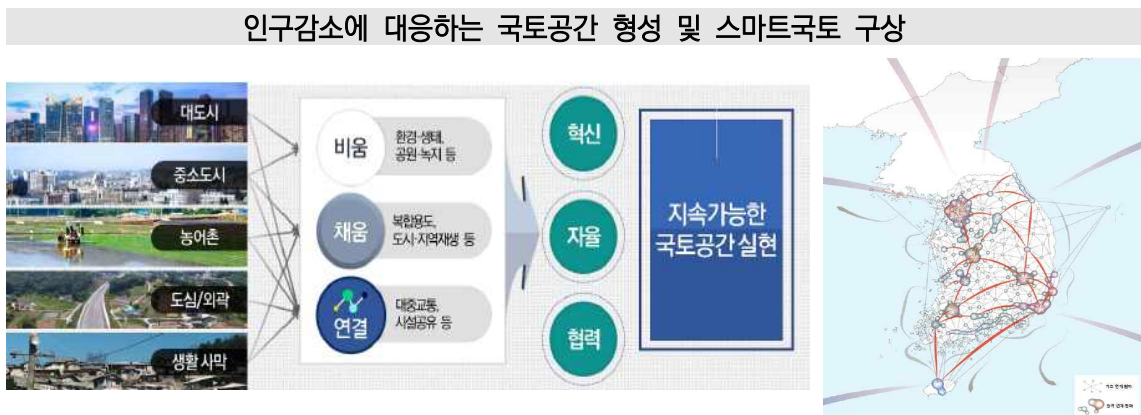 인구감소에 대응하는 국토공간 형성 및 스마트국토 구상
대도시
중소도시
농어촌
도심/외곽
생활 사막
비움
환경·생태,
공원·녹지 등
채움
복합용도,
도시·지역재생 등
연결
대중교통,
시설공유 등
혁신
자율
협력
지속가능한
국토공간 실현